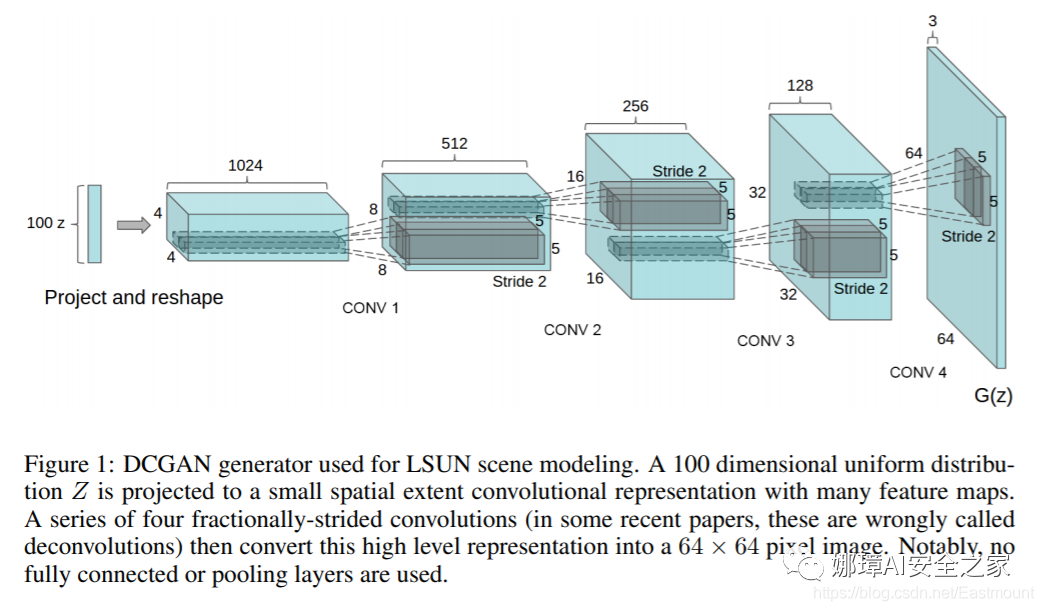 3
128
256
64
5
512
Stride 2
16
5
1024
32
5
8
5
5
4
5
100 z
Stride 2
5
5
4
8
16
Stride 2
Stride 2
32
Project and reshape
CONV 1
CONV 2
CONV 3
64
CONV 4
G(z)
Figure 1: DCGAN generator used for LSUN scene modeling. A 100 dimensional uniform distribu-
tion Z is projected to a small spatial extent convolutional representation with many feature maps.
A series of four fractionally-strided convolutions (in some recent papers, these are wrongly called
deconvolutions) then convert this high level representation into a 64 × 64 pixel image. Notably, no
fully connected or pooling layers are used.
娜璋AI安全之家
https://blog.csdn.net/Eastmount